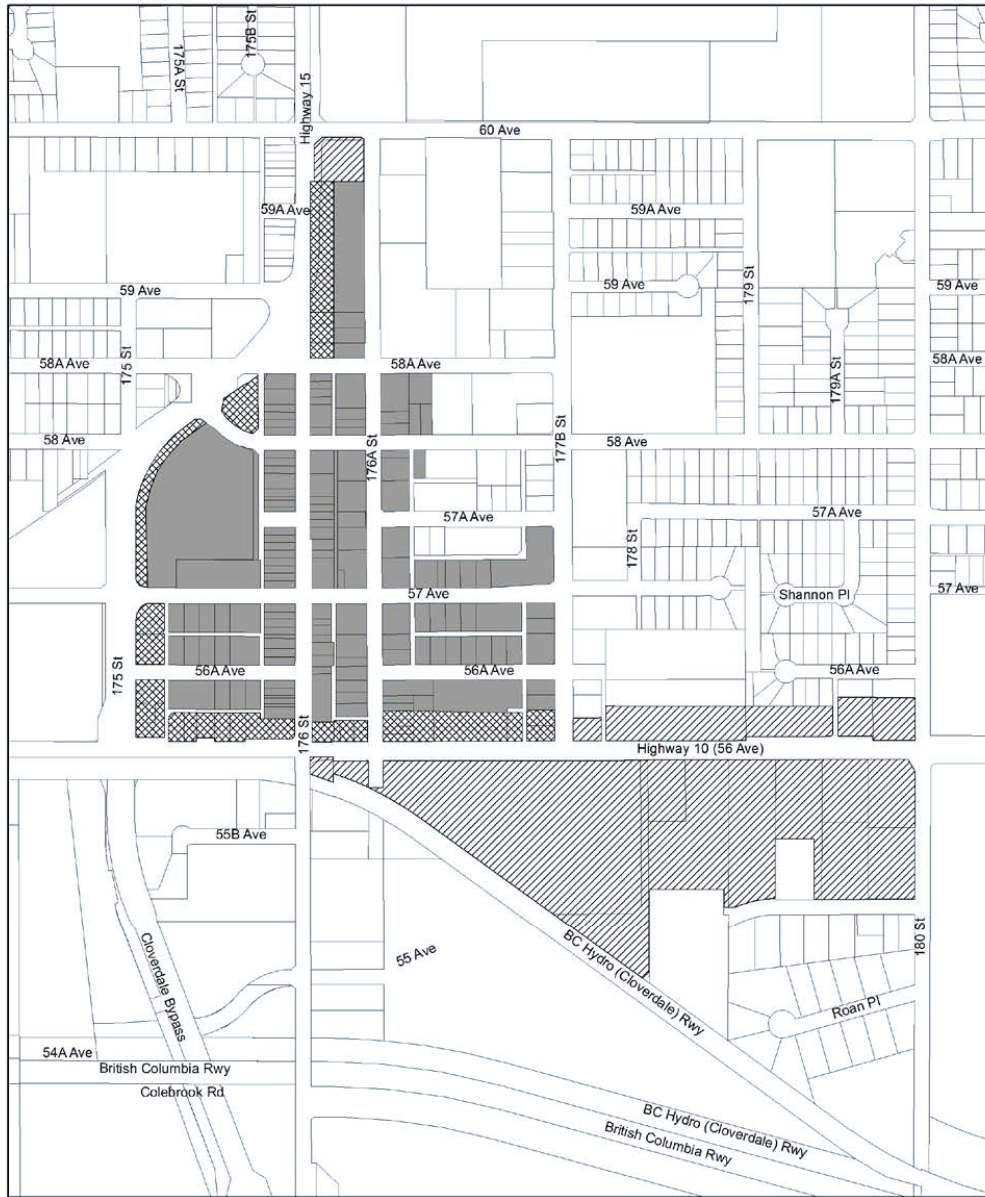 175B St
175A St
Highway 15
60 Ave
59A Ave
59A Ave
179 St
59 Ave
59 Ave
59 Ave
175 St
58A Ave
58A Ave
58A Ave
179A St
58 Ave
176A St
177B St
58 Ave
57A Ave
57A Ave
178 St
57 Ave
Shannon Pl
57 Ave
175 St
56A Ave
56A Ave
56A Ave
176 St
Highway 10 (56 Ave)
55B Ave
Cloverdale Bypass
55 Ave
BC Hydro (Cloverdale) Rwy
180 St
Roan Pl
54A Ave
British Columbia Rwy
Colebrook Rd
BC Hydro (Cloverdale) Rwy
British Columbia Rwy